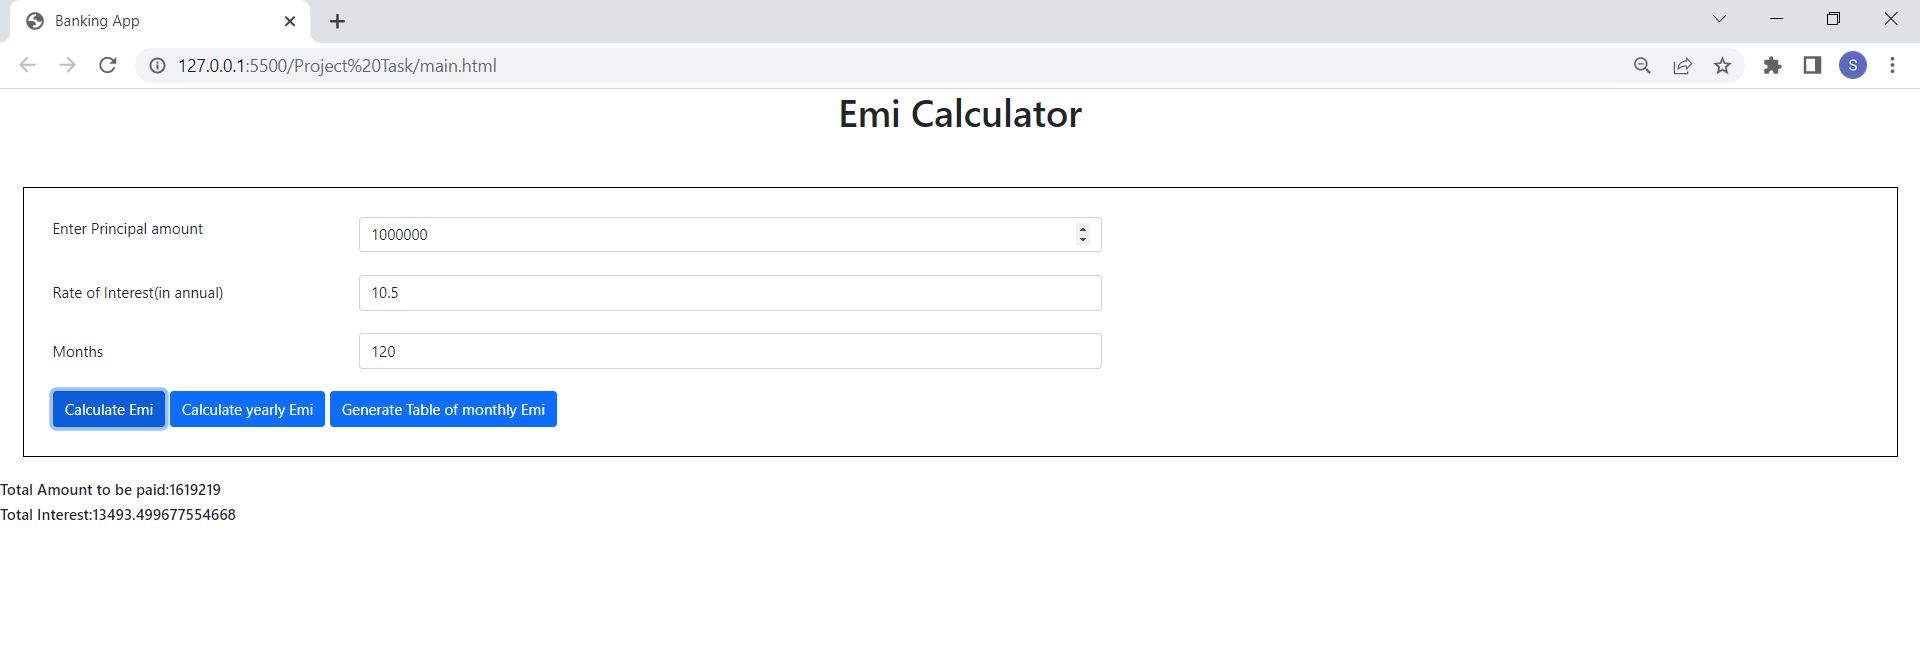 Banking App
127.0.0.1:5500/Project%20Task/main.html
S
Emi Calculator
Enter Principal amount
1000000
Rate of Interest(in annual)
10.5
Months
120
Calculate Emi Calculate yearly Emi Generate Table of monthly Emi
Total Amount to be paid:1619219
Total Interest:13493.499677554668